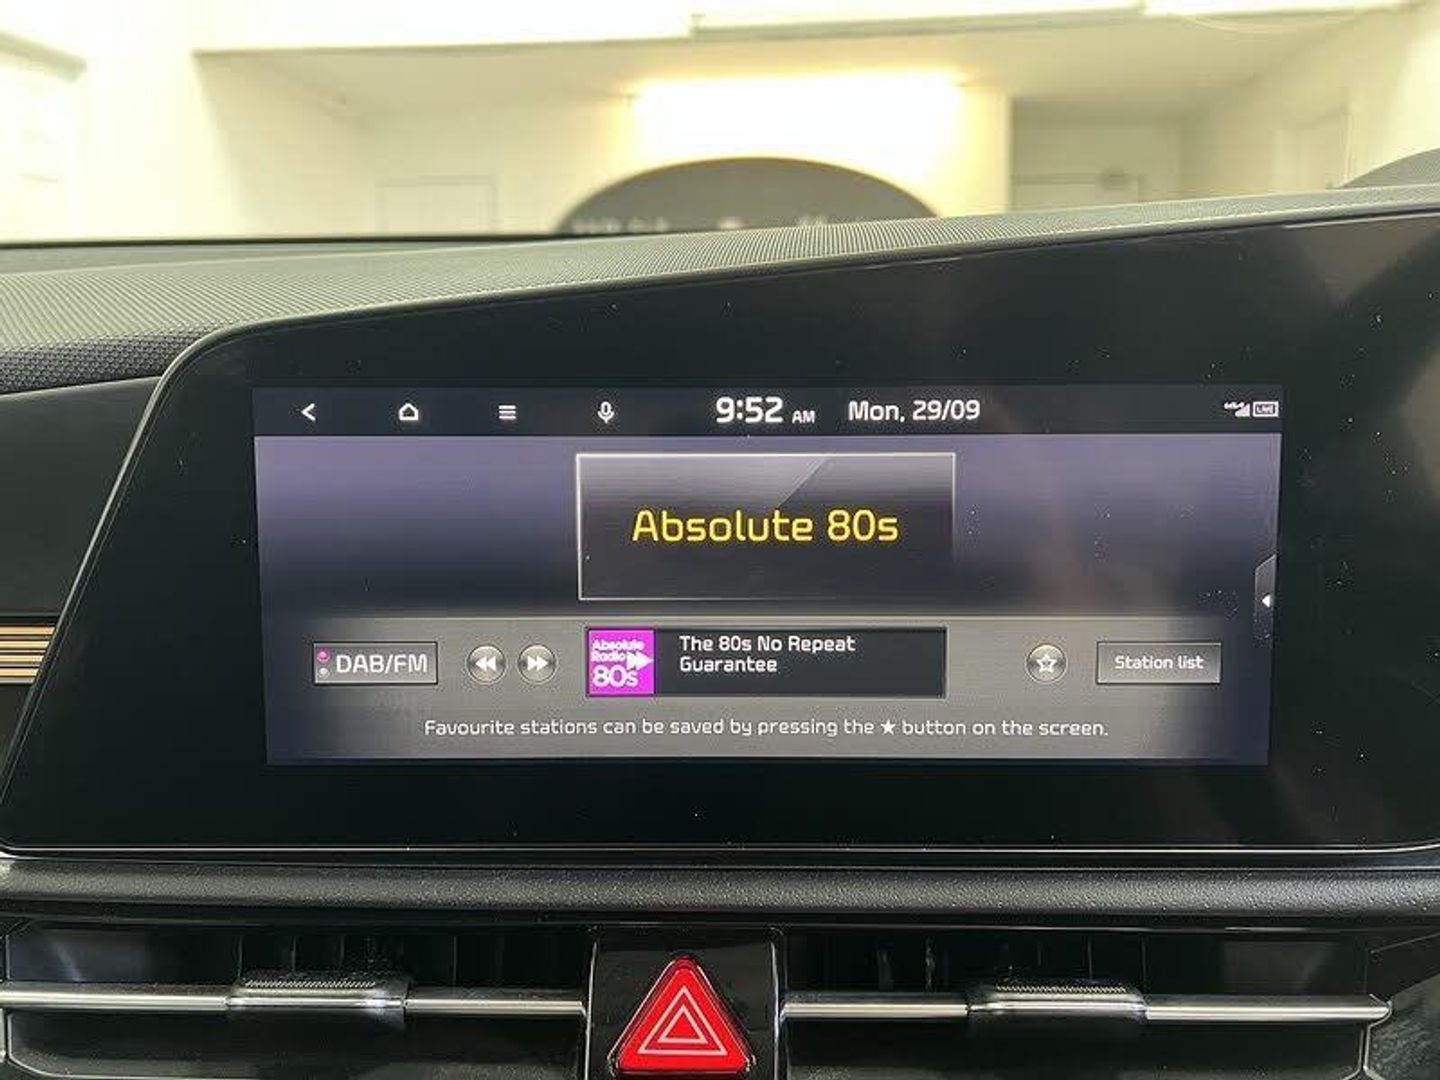 9:52 AM Mon, 29/09
LIVE
Absolute 80s
DAB/FM
Absolute
Radio
80s
The 80s No Repeat
Guarantee
Station list
Favourite stations can be saved by pressing the ★ button on the screen.